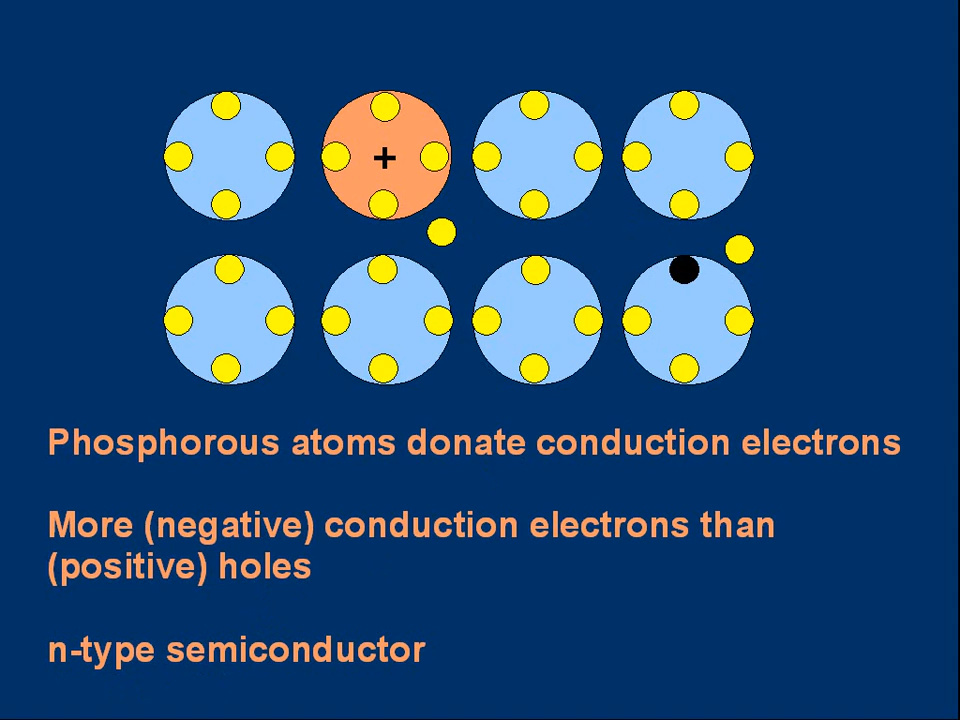 +
Phosphorous atoms donate conduction electrons
More (negative) conduction electrons than
(positive) holes
n-type semiconductor